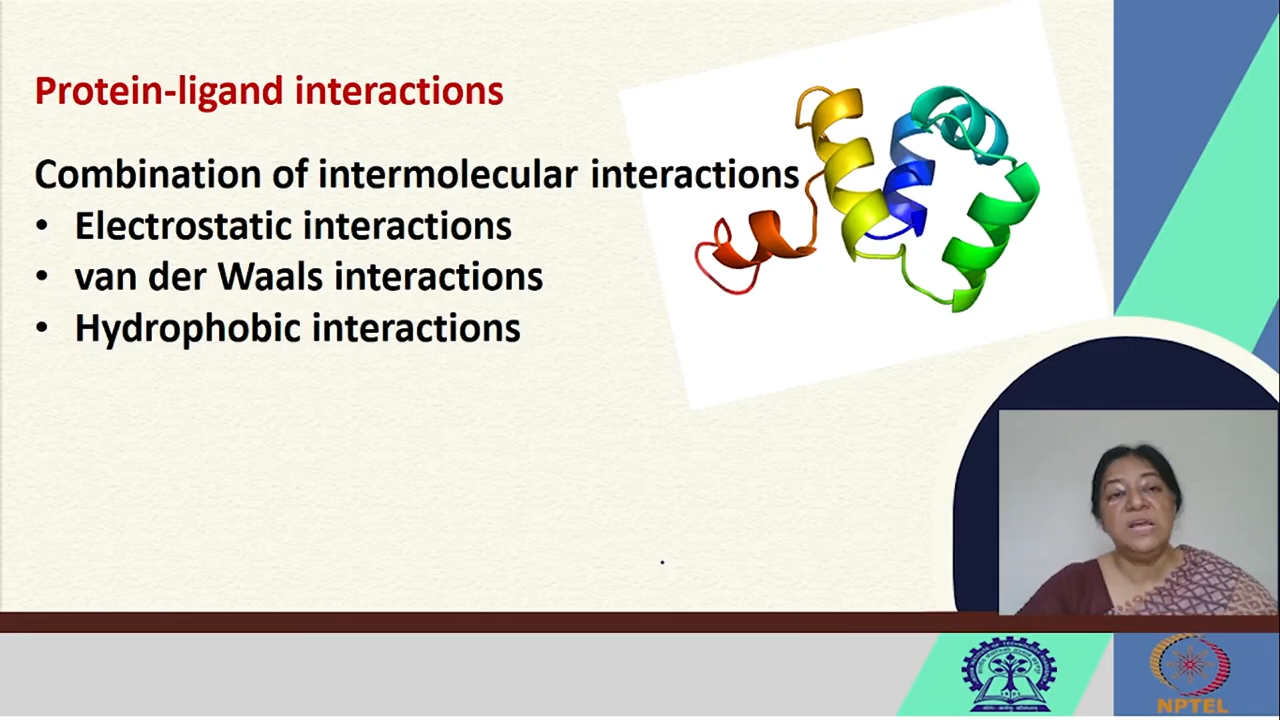 Protein-ligand interactions
Combination of intermolecular interactions
• Electrostatic interactions
• van der Waals interactions
• Hydrophobic interactions
NPTEL